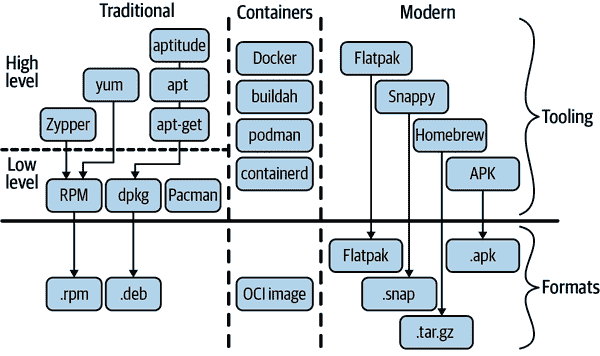 Traditional
Containers
Modern
High
level
aptitude
yum
apt
Zypper
apt-get
Low
level
RPM
dpkg
Pacman
.rpm
.deb
Docker
buildah
podman
containerd
OCI image
Flatpak
Snappy
Homebrew
APK
Flatpak
.apk
.snap
.tar.gz
Tooling
Formats